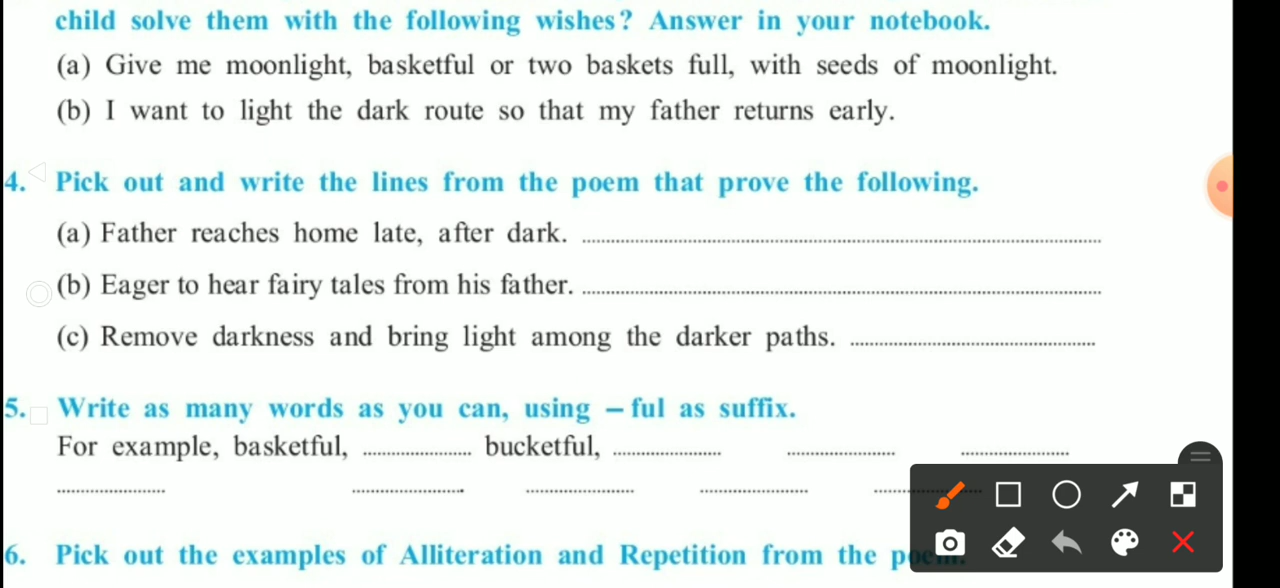 child solve them with the following wishes? Answer in your notebook.
(a) Give me moonlight, basketful or two baskets full, with seeds of moonlight.
(b) I want to light the dark route so that my father returns early.
4. Pick out and write the lines from the poem that prove the following.
(a) Father reaches home late, after dark. ........................
(b) Eager to hear fairy tales from his father. ........................
(c) Remove darkness and bring light among the darker paths. ........................
5. Write as many words as you can, using – ful as suffix.
For example, basketful, ........................ bucketful, ........................ ........................ ........................
........................ ........................ ........................ ........................ ........................
6. Pick out the examples of Alliteration and Repetition from the poem.